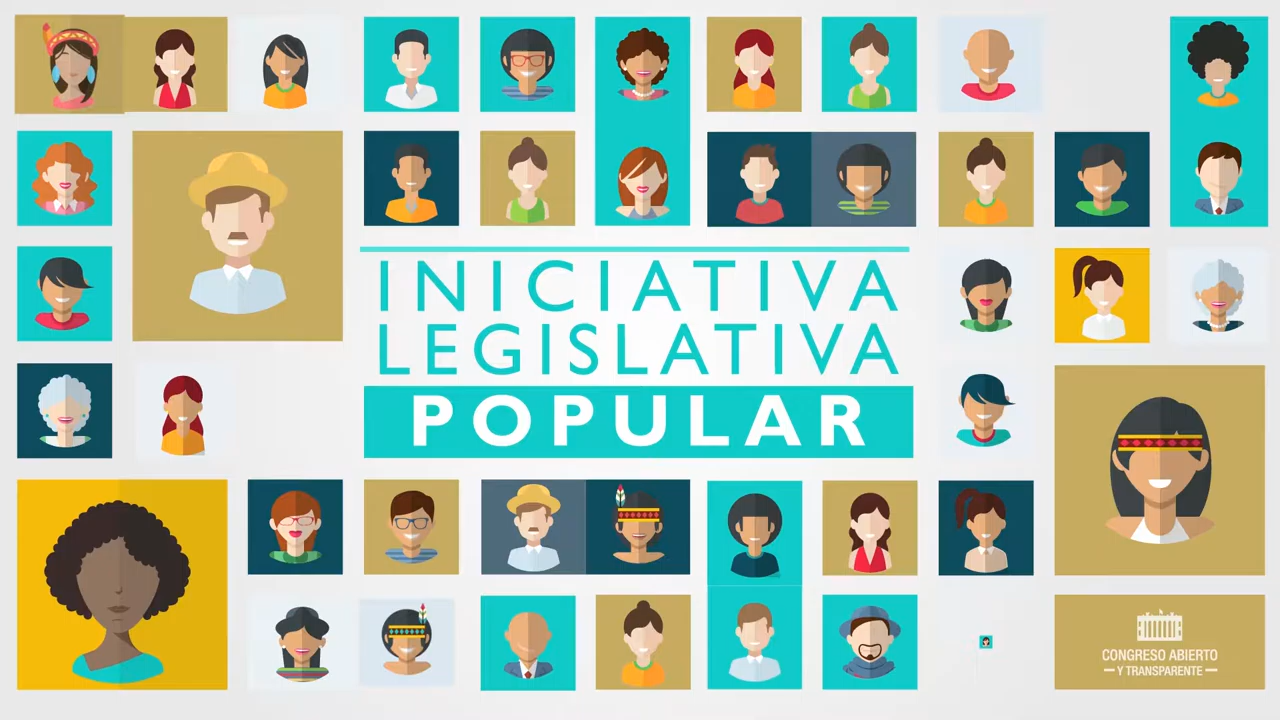 INICIATIVA
LEGISLATIVA
POPULAR
CONGRESO ABIERTO
Y TRANSPARENTE